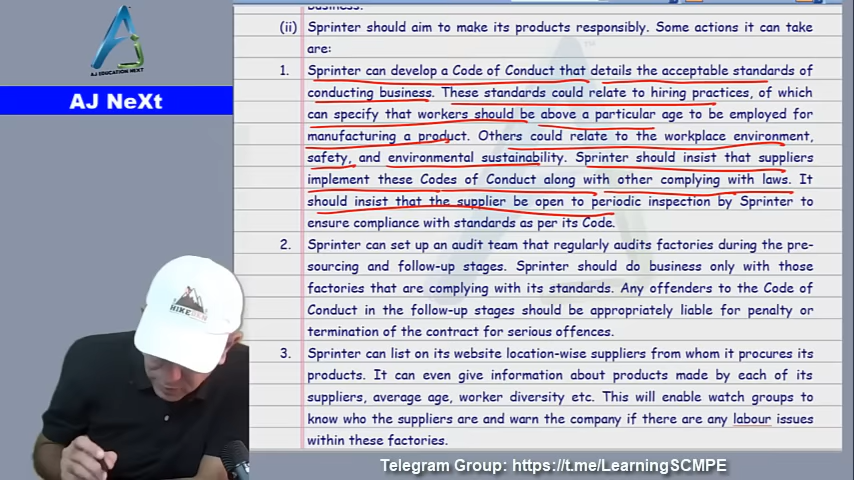 business.
(ii) Sprinter should aim to make its products responsibly. Some actions it can take
are:
1. Sprinter can develop a Code of Conduct that details the acceptable standards of
conducting business. These standards could relate to hiring practices, of which
can specify that workers should be above a particular age to be employed for
manufacturing a product. Others could relate to the workplace environment,
safety, and environmental sustainability. Sprinter should insist that suppliers
implement these Codes of Conduct along with other complying with laws. It
should insist that the supplier be open to periodic inspection by Sprinter to
ensure compliance with standards as per its Code.
2. Sprinter can set up an audit team that regularly audits factories during the pre-
sourcing and follow-up stages. Sprinter should do business only with those
factories that are complying with its standards. Any offenders to the Code of
Conduct in the follow-up stages should be appropriately liable for penalty or
termination of the contract for serious offences.
3. Sprinter can list on its website location-wise suppliers from whom it procures its
products. It can even give information about products made by each of its
suppliers, average age, worker diversity etc. This will enable watch groups to
know who the suppliers are and warn the company if there are any labour issues
within these factories.
AJ EDUCATION NEXT
AJ NeXt
TM
Telegram Group: https://t.me/LearningSCMPE